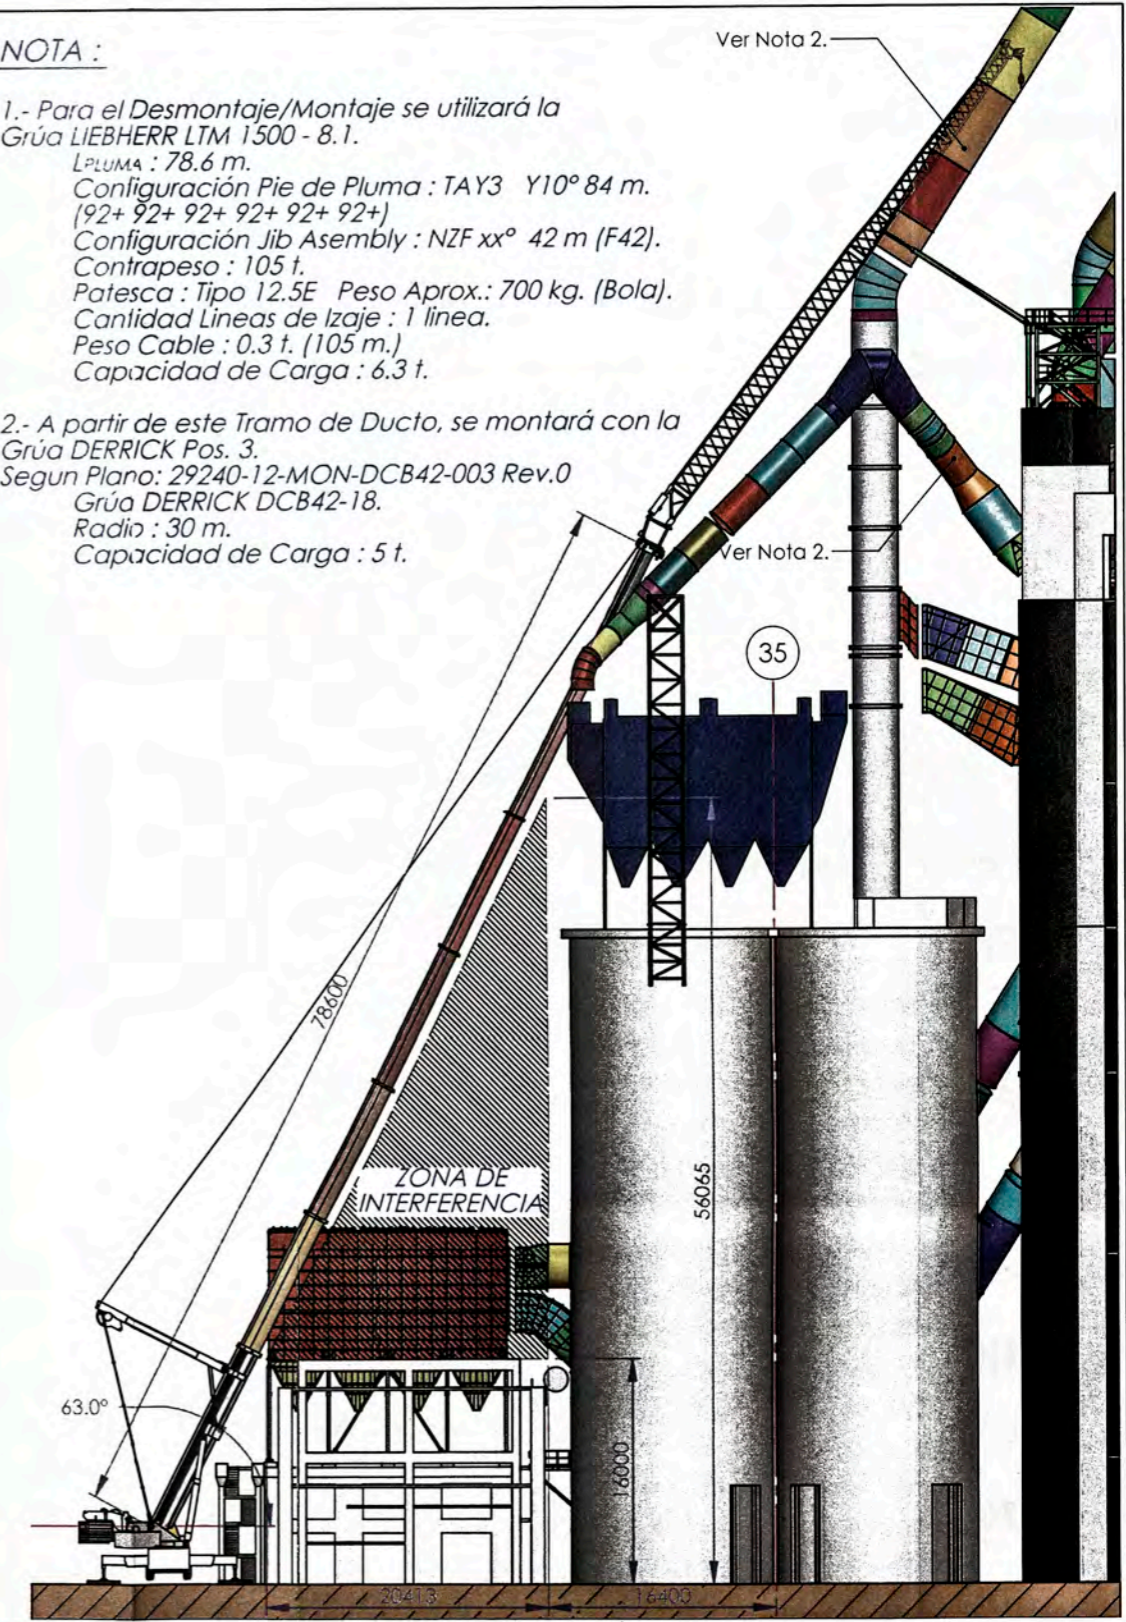 NOTA :
1.- Para el Desmontaje/Montaje se utilizará la
Grúa LIEBHERR LTM 1500 - 8.1.
LPLUMA : 78.6 m.
Configuración Pie de Pluma : TAY3 Y10° 84 m.
(92+ 92+ 92+ 92+ 92+ 92+)
Configuración Jib Asembly : NZF xx° 42 m (F42).
Contrapeso : 105 t.
Patesca : Tipo 12.5E Peso Aprox.: 700 kg. (Bola).
Cantidad Lineas de Izaje : 1 linea.
Peso Cable : 0.3 t. (105 m.)
Capacidad de Carga : 6.3 t.
2.- A partir de este Tramo de Ducto, se montará con la
Grúa DERRICK Pos. 3.
Segun Plano: 29240-12-MON-DCB42-003 Rev.0
Grúa DERRICK DCB42-18.
Radio : 30 m.
Capacidad de Carga : 5 t.
Ver Nota 2.
Ver Nota 2.
35
78600
ZONA DE
INTERFERENCIA
56065
63.0°
16000
20413
16400